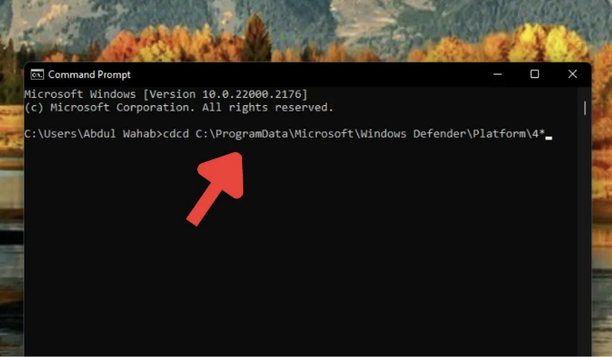 Command Prompt
Microsoft Windows [Version 10.0.22000.2176]
(c) Microsoft Corporation. All rights reserved.
C:\Users\Abdul Wahab>cdcd C:\ProgramData\Microsoft\Windows Defender\Platform\4*